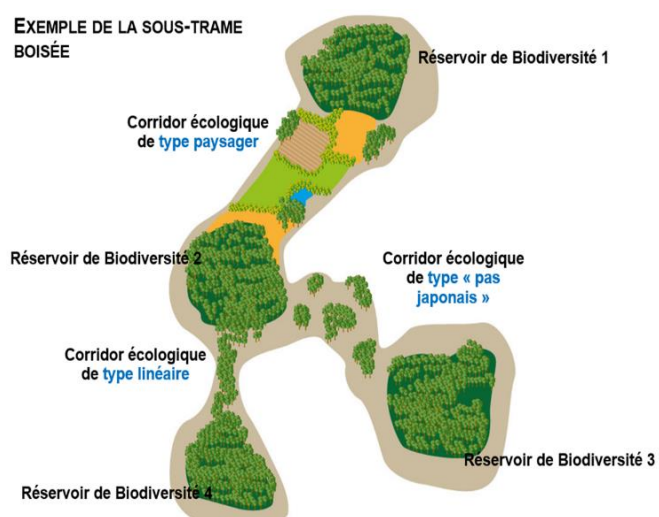 EXEMPLE DE LA SOUS-TRAME
BOISÉE
Réservoir de Biodiversité 1
Corridor écologique
de type paysager
Réservoir de Biodiversité 2
Corridor écologique
de type « pas
japonais »
Corridor écologique
de type linéaire
Réservoir de Biodiversité 3
Réservoir de Biodiversité 4